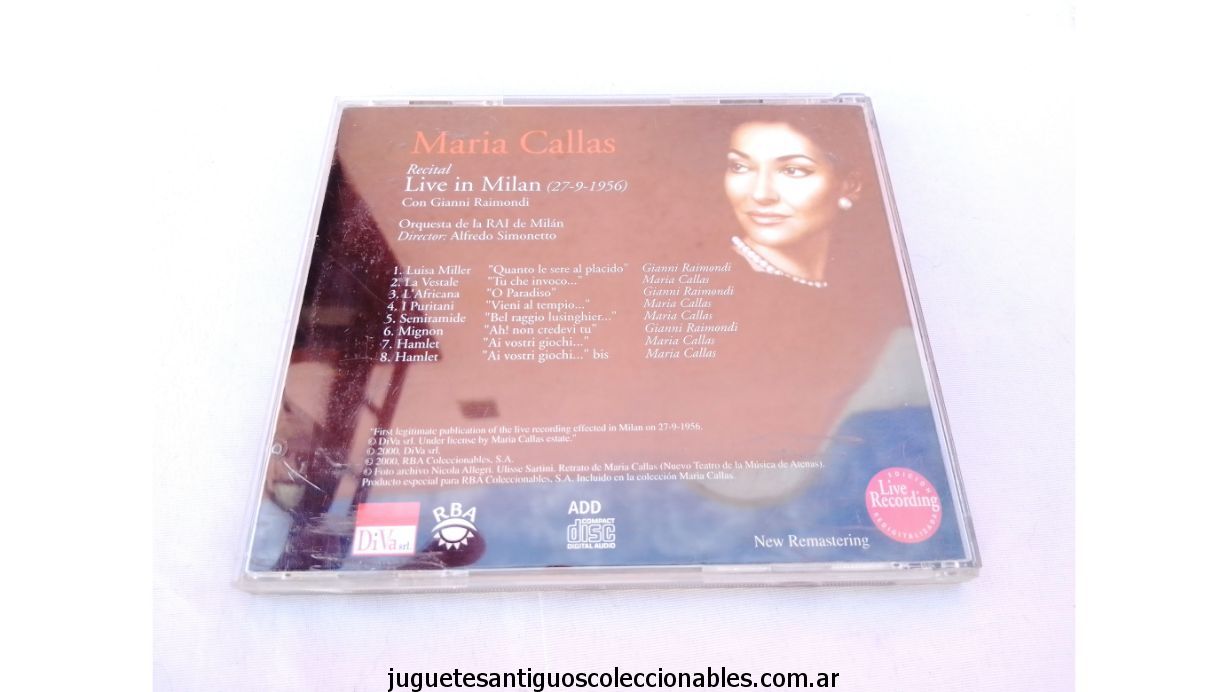 Maria Callas
Recital
Live in Milan (27-9-1956)
Con Gianni Raimondi
Orquesta de la RAI de Milán
Director: Alfredo Simonetto
1. Luisa Miller "Quanto le sere al placido" Gianni Raimondi
2. La Vestale "Tu che invoco..." Maria Callas
3. L'Africana "O Paradiso" Gianni Raimondi
4. I Puritani "Vieni al tempio..." Maria Callas
5. Semiramide "Bel raggio lusinghier..." Maria Callas
6. Mignon "Ah! non credevi tu" Gianni Raimondi
7. Hamlet "Ai vostri giochi..." Maria Callas
8. Hamlet "Ai vostri giochi..." bis Maria Callas
"First legitimate publication of the live recording effected in Milan on 27-9-1956.
© DiVa srl. Under license by Maria Callas estate."
© 2000, DiVa srl.
© 2000, RBA Coleccionables, S.A.
© Foto archivo Nicola Allegri. Ulisse Sartini. Retrato de Maria Callas (Nuevo Teatro de la Música de Atenas).
Producto especial para RBA Coleccionables, S.A. Incluido en la colección Maria Callas.
DiVa srl.
RBA
ADD
COMPACT
disc
DIGITAL AUDIO
New Remastering
EDICIÓN
Live
Recording
REDIGITALISADA
juguetesantiguoscoleccionables.com.ar